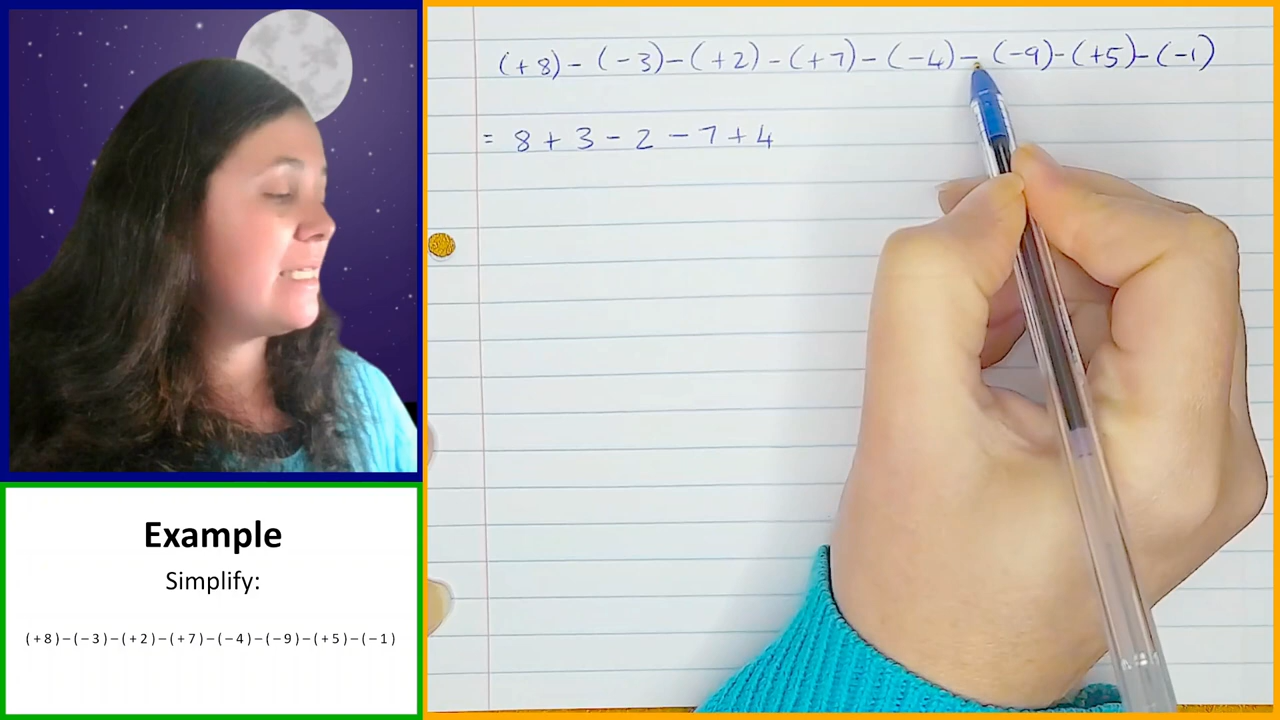 (+8)-(-3)-(+2)-(+7)-(-4)-(-9)-(+5)-(-1)
= 8+3-2-7+4
Example
Simplify:
(+8)–(–3)–(+2)–(+7)–(–4)–(–9)–(+5)–(–1)